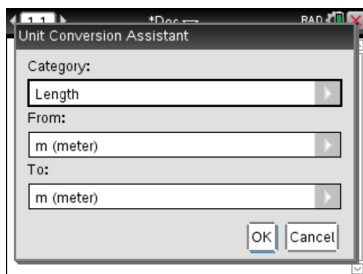 1.1
*Doc
RAD
Unit Conversion Assistant
Category:
Length
From:
m (meter)
To:
m (meter)
OK
Cancel